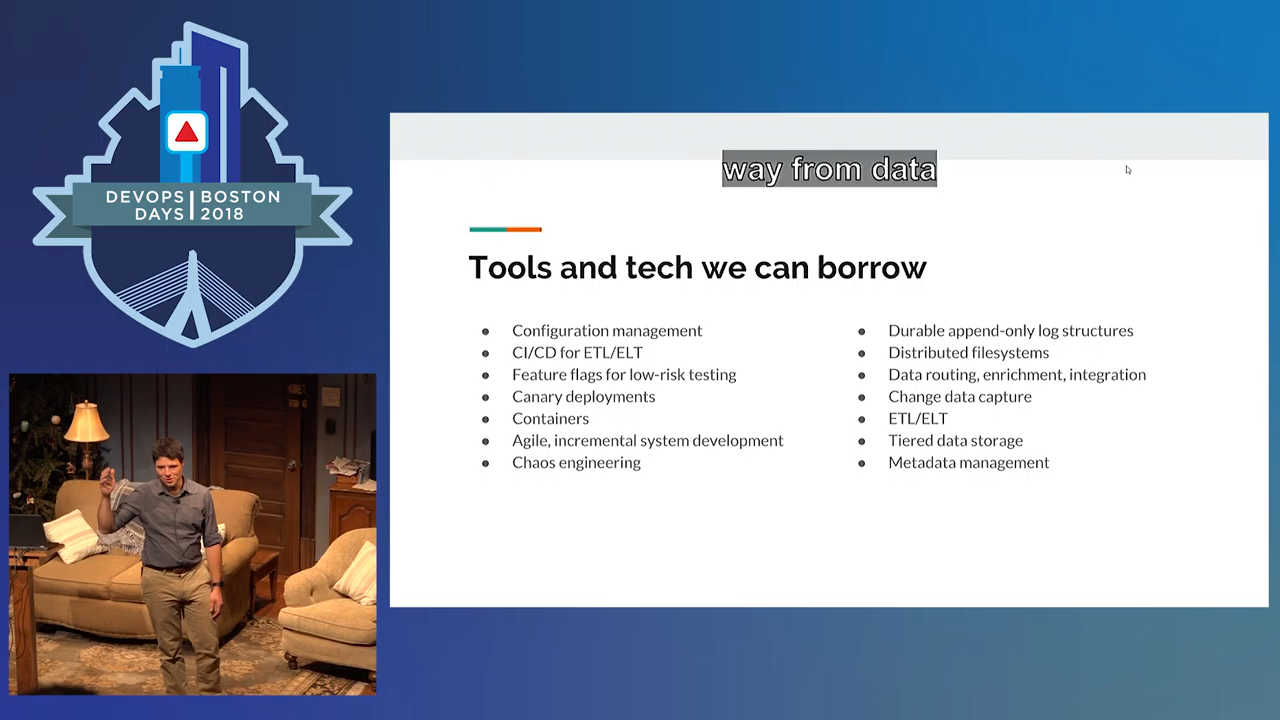 DEVOPS BOSTON
DAYS 2018
way from data
Tools and tech we can borrow
Configuration management
CI/CD for ETL/ELT
Feature flags for low-risk testing
Canary deployments
Containers
Agile, incremental system development
Chaos engineering
Durable append-only log structures
Distributed filesystems
Data routing, enrichment, integration
Change data capture
ETL/ELT
Tiered data storage
Metadata management